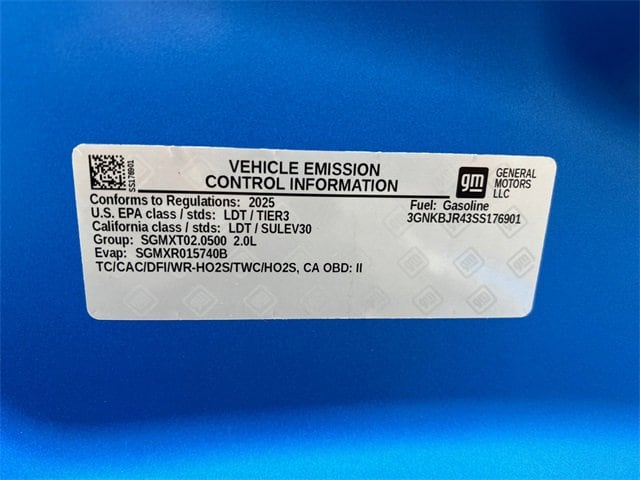 SS176901
VEHICLE EMISSION
CONTROL INFORMATION
gm
GENERAL
MOTORS
LLC
Conforms to Regulations: 2025
Fuel: Gasoline
U.S. EPA class / stds: LDT / TIER3
3GNKBJR43SS176901
California class / stds: LDT / SULEV30
Group: SGMXT02.0500 2.0L
Evap: SGMXR015740B
TC/CAC/DFI/WR-HO2S/TWC/HO2S, CA OBD: II